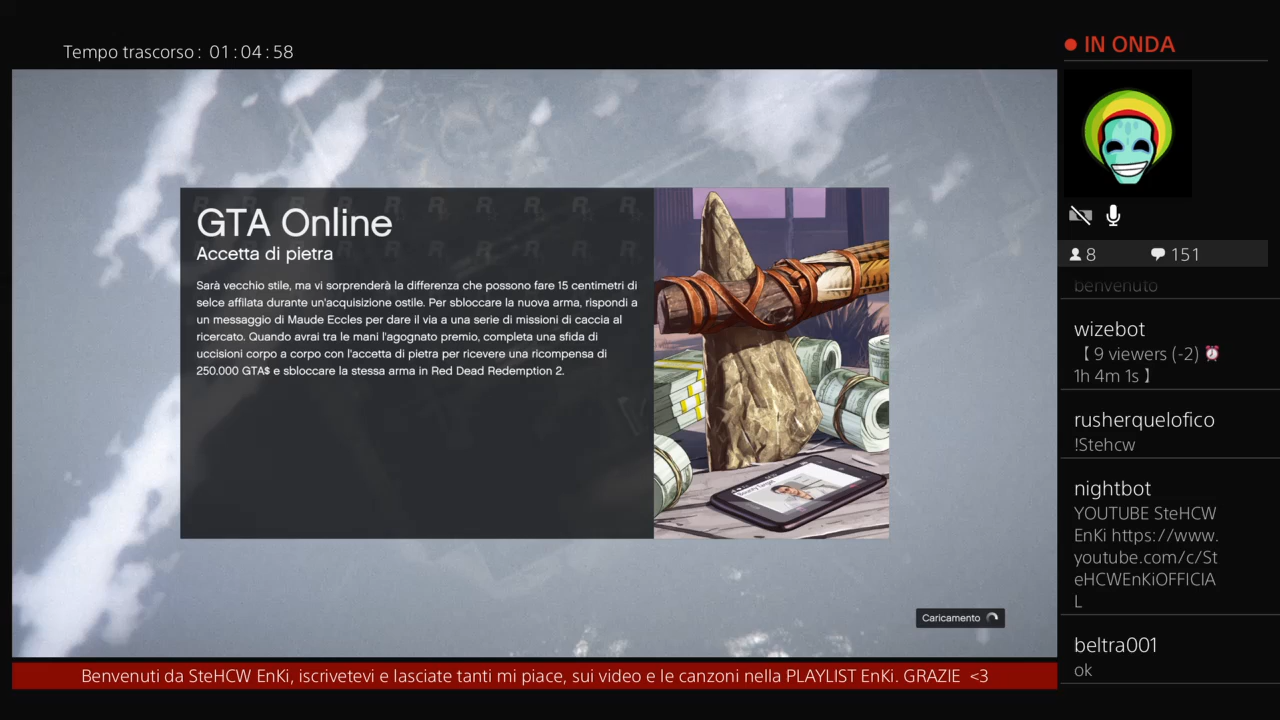 Tempo trascorso: 01:04:58
IN ONDA
8 151
benvenuto
wizebot
【 9 viewers (-2) ⏰
1h 4m 1s 】
rusherquelofico
!Stehcw
nightbot
YOUTUBE SteHCW
EnKi https://www.
youtube.com/c/St
eHCWEnKiOFFICIA
L
beltra001
ok
GTA Online
Accetta di pietra
Sarà vecchio stile, ma vi sorprenderà la differenza che possono fare 15 centimetri di
selce affilata durante un'acquisizione ostile. Per sbloccare la nuova arma, rispondi a
un messaggio di Maude Eccles per dare il via a una serie di missioni di caccia al
ricercato. Quando avrai tra le mani l'agognato premio, completa una sfida di
uccisioni corpo a corpo con l'accetta di pietra per ricevere una ricompensa di
250.000 GTA$ e sbloccare la stessa arma in Red Dead Redemption 2.
Caricamento
Benvenuti da SteHCW EnKi, iscrivetevi e lasciate tanti mi piace, sui video e le canzoni nella PLAYLIST EnKi. GRAZIE <3